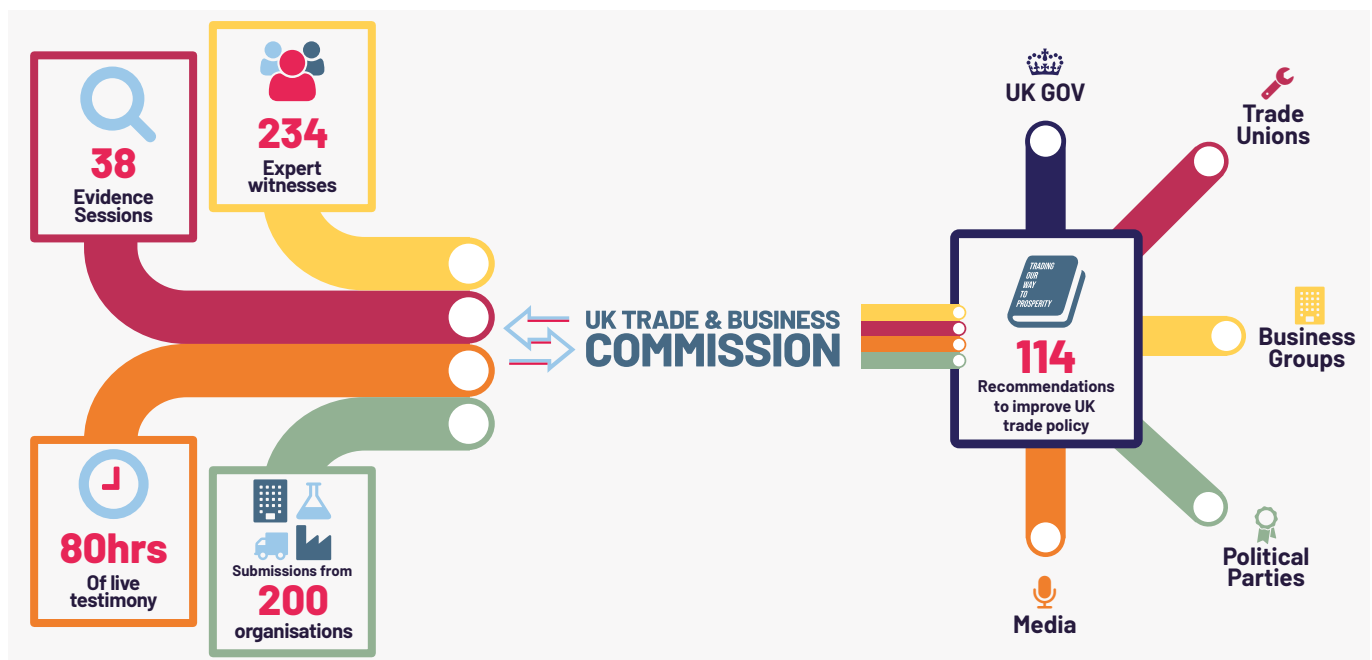 38
Evidence
Sessions
234
Expert
witnesses
80hrs
Of live
testimony
Submissions from
200
organisations
UK TRADE & BUSINESS
COMMISSION
TRADING
OUR
WAY
TO
PROSPERITY
114
Recommendations
to improve UK
trade policy
UK GOV
Trade
Unions
Business
Groups
Political
Parties
Media